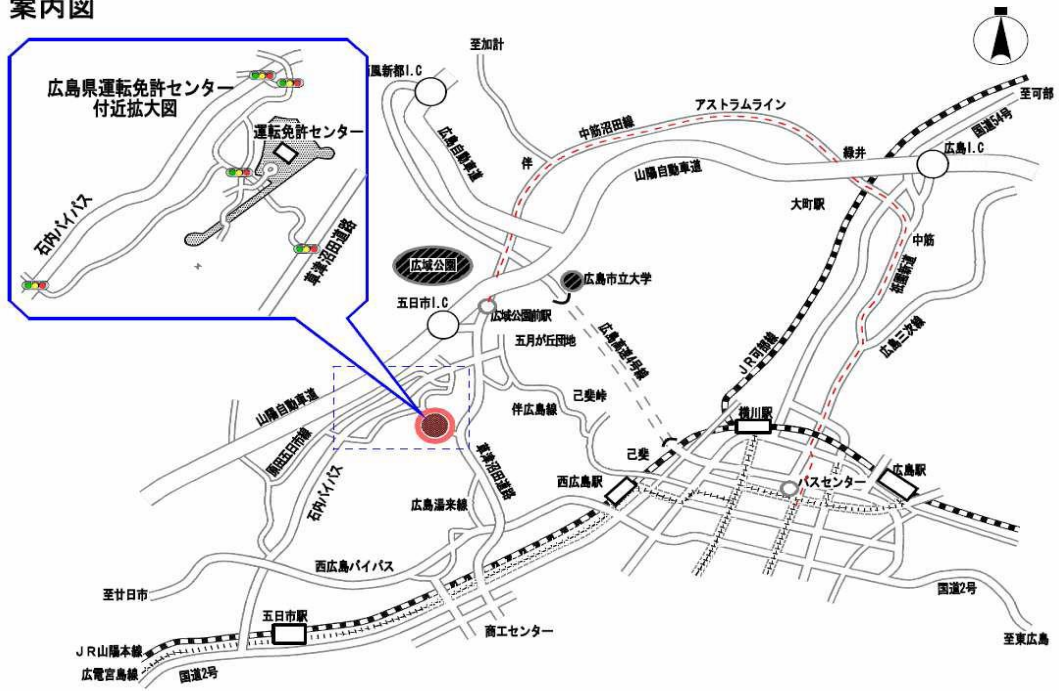 案内図
広島県運転免許センター
付近拡大図
運転免許センター
石内バイパス
草津沼田道路
至加計
風新都I.C
広島自動車道
伴
中筋沼田線
アストラムライン
山陽自動車道
緑井
大町駅
広島I.C
至可部
国道54号
中筋
祇園新道
広島三次線
広域公園
五日市I.C
広域公園前駅
広島市立大学
五月が丘団地
広島高速4号線
JR可部線
己斐峠
伴広島線
山陽自動車道
原田五日市線
石内バイパス
草津沼田道路
広島湯来線
己斐
西広島駅
横川駅
バスセンター
広島駅
西広島バイパス
至廿日市
五日市駅
商工センター
国道2号
至東広島
JR山陽本線
広電宮島線
国道2号